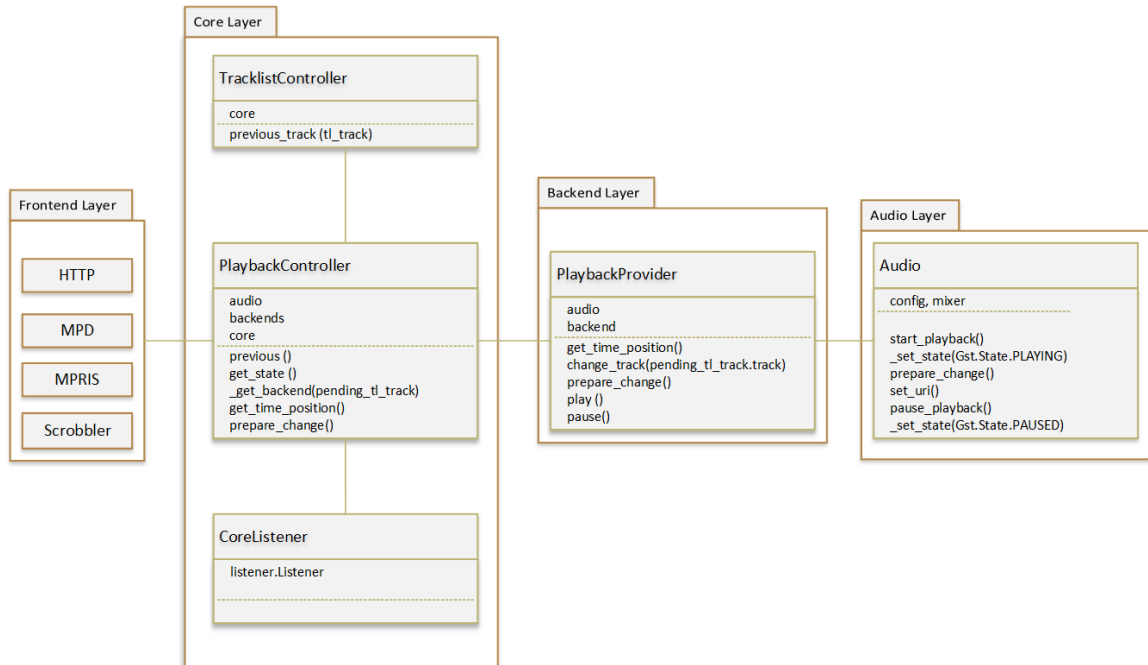 Core Layer
TracklistController
core
previous_track (tl_track)
Frontend Layer
HTTP
MPD
MPRIS
Scrobbler
PlaybackController
audio
backends
core
previous ()
get_state ()
_get_backend(pending_tl_track)
get_time_position()
prepare_change()
CoreListener
listener.Listener
Backend Layer
PlaybackProvider
audio
backend
get_time_position()
change_track(pending_tl_track.track)
prepare_change()
play ()
pause()
Audio Layer
Audio
config, mixer
start_playback()
_set_state(Gst.State.PLAYING)
prepare_change()
set_uri()
pause_playback()
_set_state(Gst.State.PAUSED)